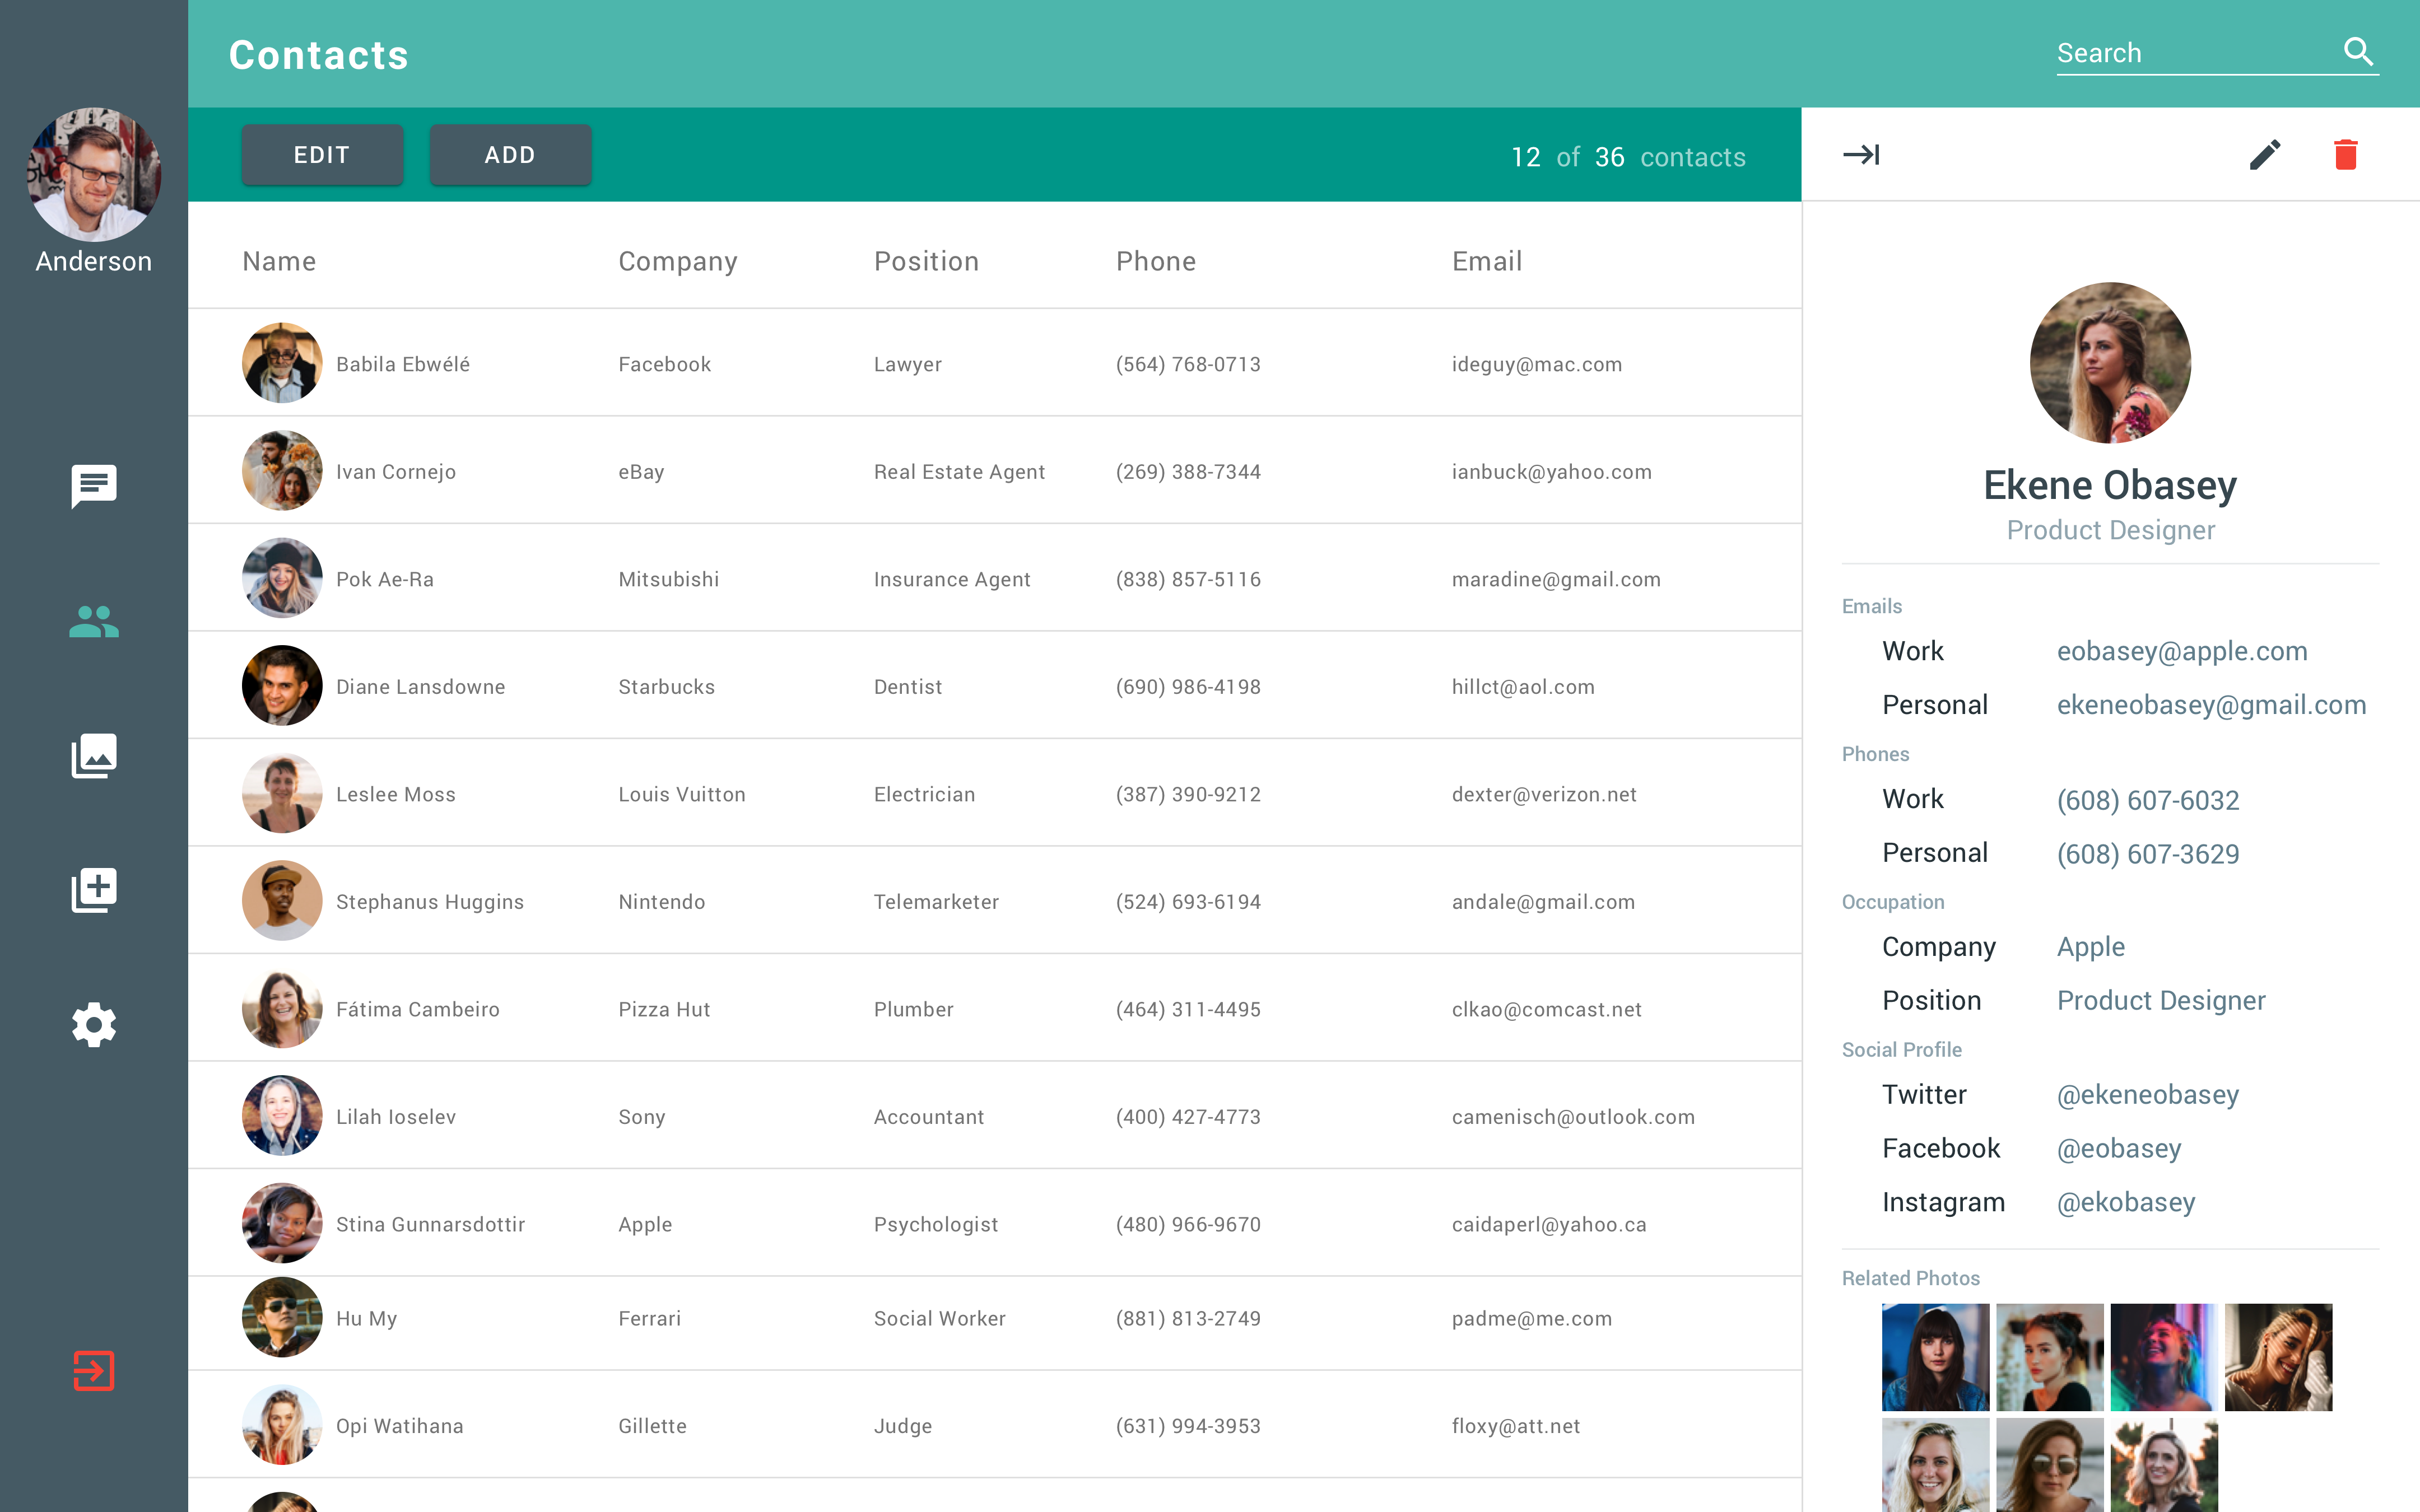 Contacts
Search
Anderson
EDIT ADD 12 of 36 contacts
Name Company Position Phone Email
Babila Ebwélé Facebook Lawyer (564) 768-0713 ideguy@mac.com
Ivan Cornejo eBay Real Estate Agent (269) 388-7344 ianbuck@yahoo.com
Pok Ae-Ra Mitsubishi Insurance Agent (838) 857-5116 maradine@gmail.com
Diane Lansdowne Starbucks Dentist (690) 986-4198 hillct@aol.com
Leslee Moss Louis Vuitton Electrician (387) 390-9212 dexter@verizon.net
Stephanus Huggins Nintendo Telemarketer (524) 693-6194 andale@gmail.com
Fátima Cambeiro Pizza Hut Plumber (464) 311-4495 clkao@comcast.net
Lilah Ioselev Sony Accountant (400) 427-4773 camenisch@outlook.com
Stina Gunnarsdottir Apple Psychologist (480) 966-9670 caidaperl@yahoo.ca
Hu My Ferrari Social Worker (881) 813-2749 padme@me.com
Opi Watihana Gillette Judge (631) 994-3953 floxy@att.net
Ekene Obasey
Product Designer
Emails
Work eobasey@apple.com
Personal ekeneobasey@gmail.com
Phones
Work (608) 607-6032
Personal (608) 607-3629
Occupation
Company Apple
Position Product Designer
Social Profile
Twitter @ekeneobasey
Facebook @eobasey
Instagram @ekobasey
Related Photos